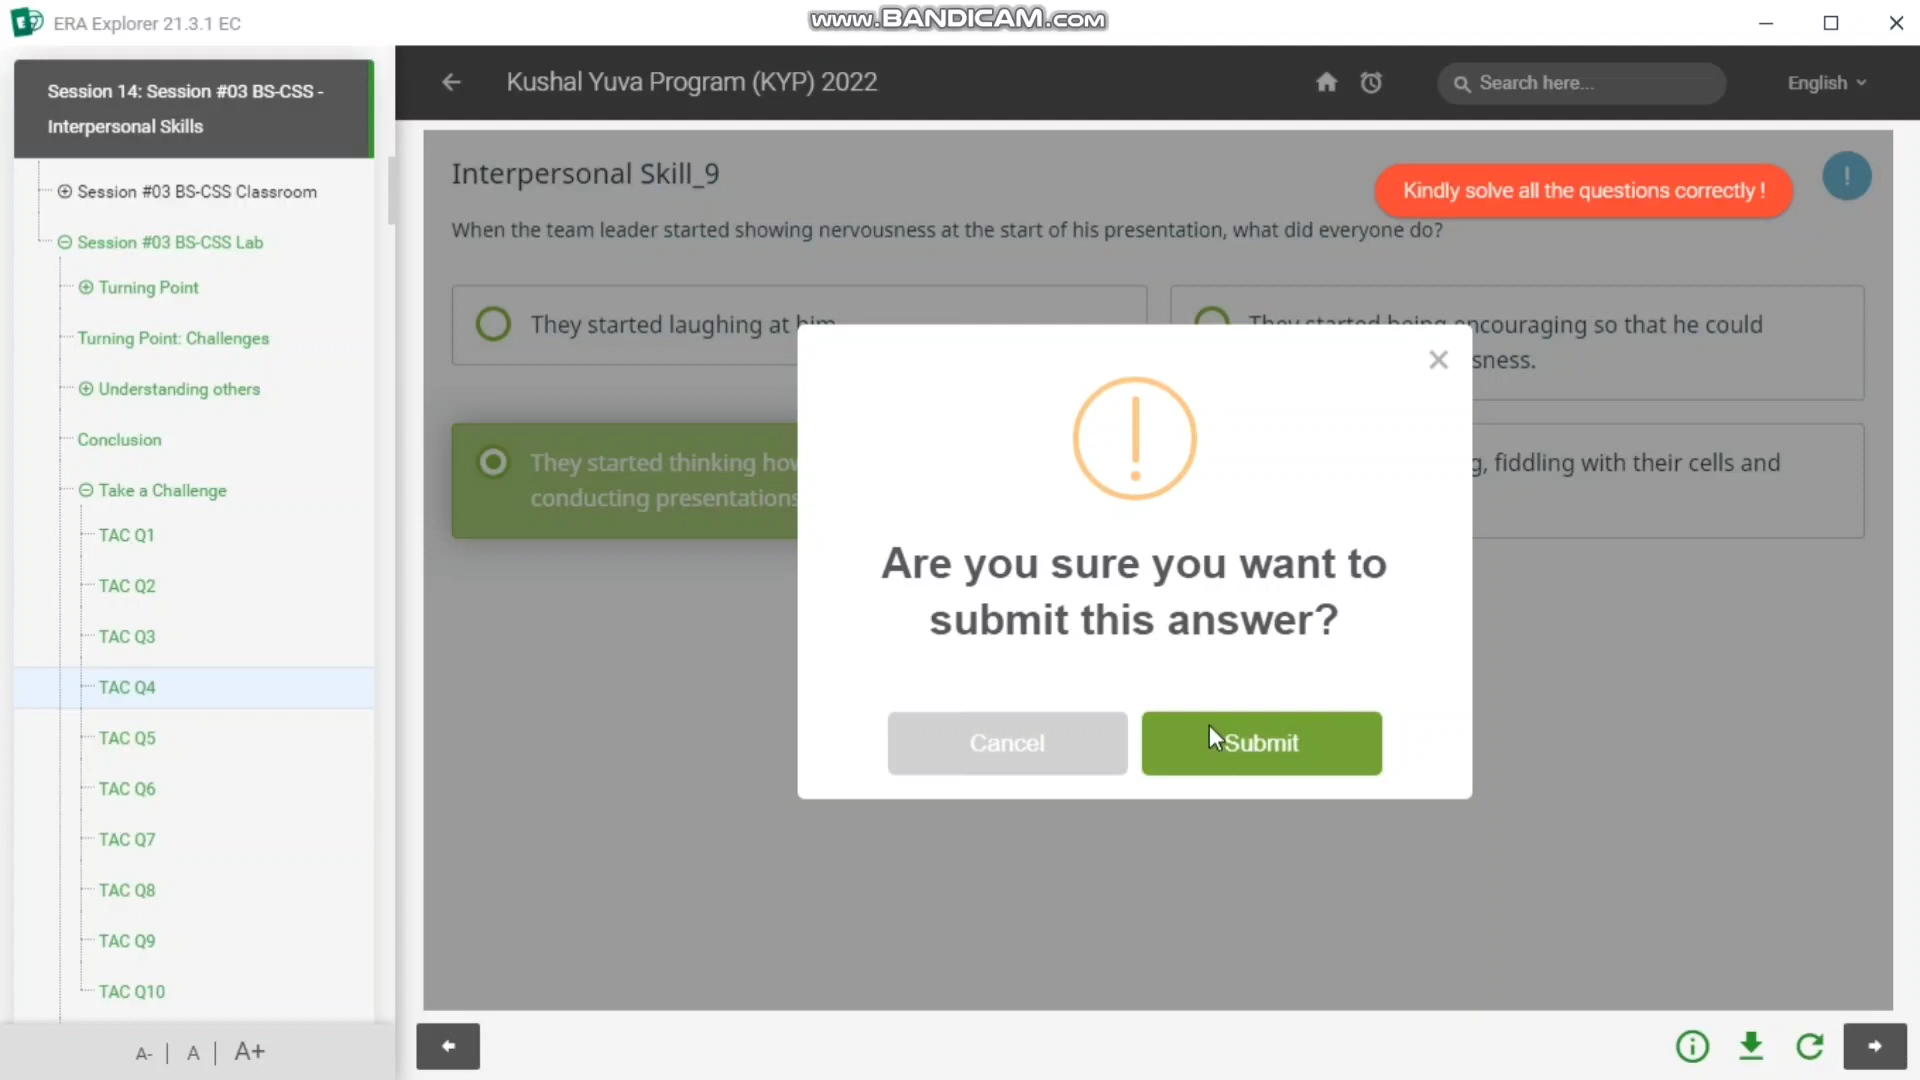 ERA Explorer 21.3.1 EC
www.BANDICAM.com
Session 14: Session #03 BS-CSS -
Interpersonal Skills
Session #03 BS-CSS Classroom
Session #03 BS-CSS Lab
Turning Point
Turning Point: Challenges
Understanding others
Conclusion
Take a Challenge
TAC Q1
TAC Q2
TAC Q3
TAC Q4
TAC Q5
TAC Q6
TAC Q7
TAC Q8
TAC Q9
TAC Q10
A- | A | A+
Kushal Yuva Program (KYP) 2022
Search here...
English
Interpersonal Skill_9
Kindly solve all the questions correctly !
When the team leader started showing nervousness at the start of his presentation, what did everyone do?
They started laughing at him
They started being encouraging so that he could
They started thinking how
conducting presentations
, fiddling with their cells and
Are you sure you want to
submit this answer?
Cancel
Submit